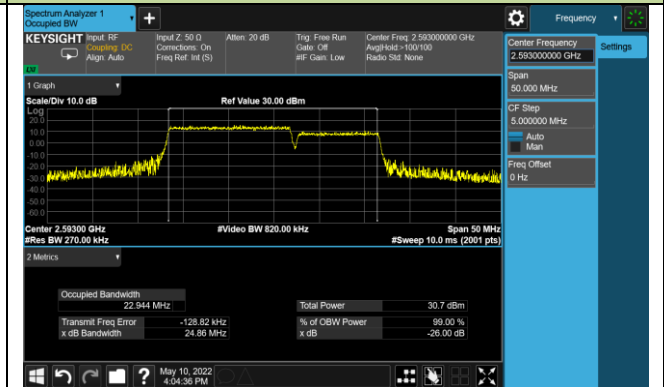 Spectrum Analyzer 1
Occupied BW
+
Frequency
KEYSIGHT
Input: RF
Coupling: DC
Align: Auto
Input Z: 50 Ω
Corrections: On
Freq Ref: Int (S)
Atten: 20 dB
Trig: Free Run
Gate: Off
#IF Gain: Low
Center Freq: 2.593000000 GHz
Avg|Hold:>100/100
Radio Std: None
Center Frequency
2.593000000 GHz
Settings
Span
50.000 MHz
CF Step
5.000000 MHz
Auto
Man
Freq Offset
0 Hz
1 Graph
Scale/Div 10.0 dB
Ref Value 30.00 dBm
Log
20.0
10.0
0.00
-10.0
-20.0
-30.0
-40.0
-50.0
-60.0
Center 2.59300 GHz
#Video BW 820.00 kHz
Span 50 MHz
#Res BW 270.00 kHz
#Sweep 10.0 ms (2001 pts)
2 Metrics
Occupied Bandwidth
22.944 MHz
Total Power
30.7 dBm
Transmit Freq Error
-128.82 kHz
% of OBW Power
99.00 %
x dB Bandwidth
24.86 MHz
x dB
-26.00 dB
?
May 10, 2022
4:04:36 PM